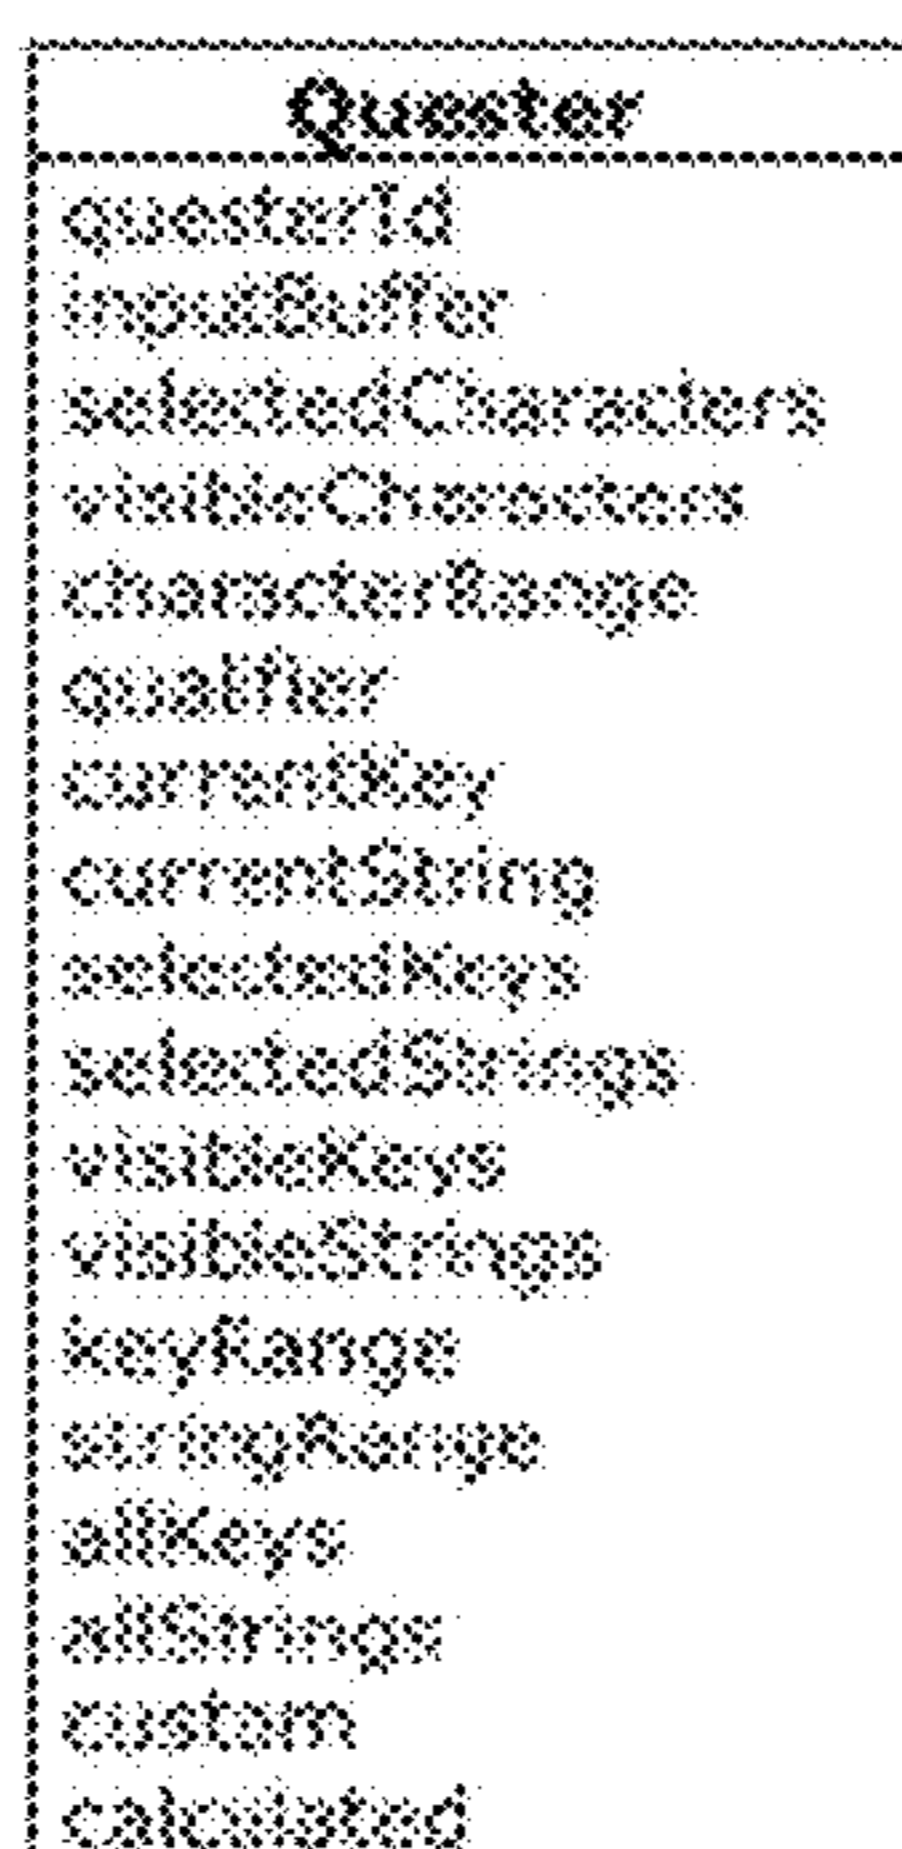 Quester
questerId
inputBuffer
selectedCharacters
visibleCharacters
characterRange
qualifier
currentKey
currentString
selectedKeys
selectedStrings
visibleKeys
visibleStrings
keyRange
stringRange
allKeys
allStrings
custom
calculated